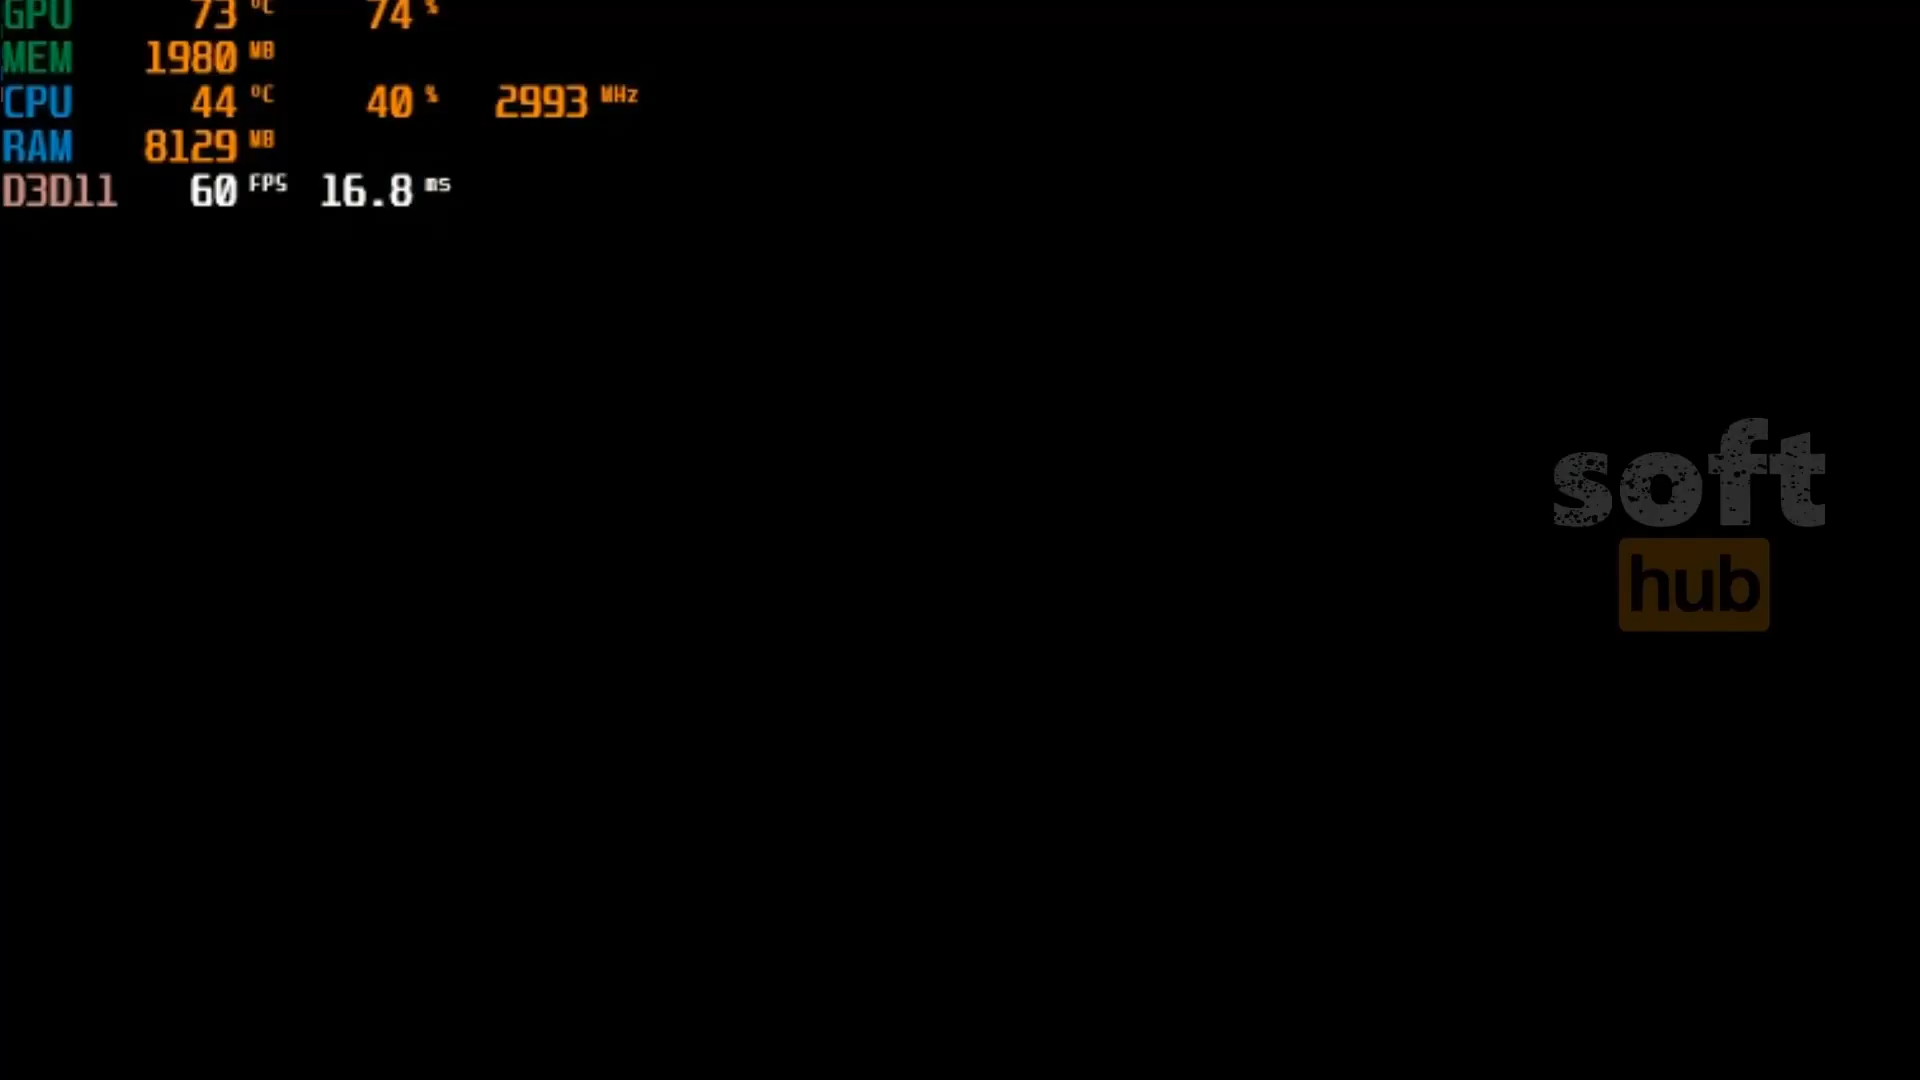 GPU 73 °C 74 %
MEM 1980 MB
CPU 44 °C 40 % 2993 MHz
RAM 8129 MB
D3D11 60 FPS 16.8 ms
soft
hub